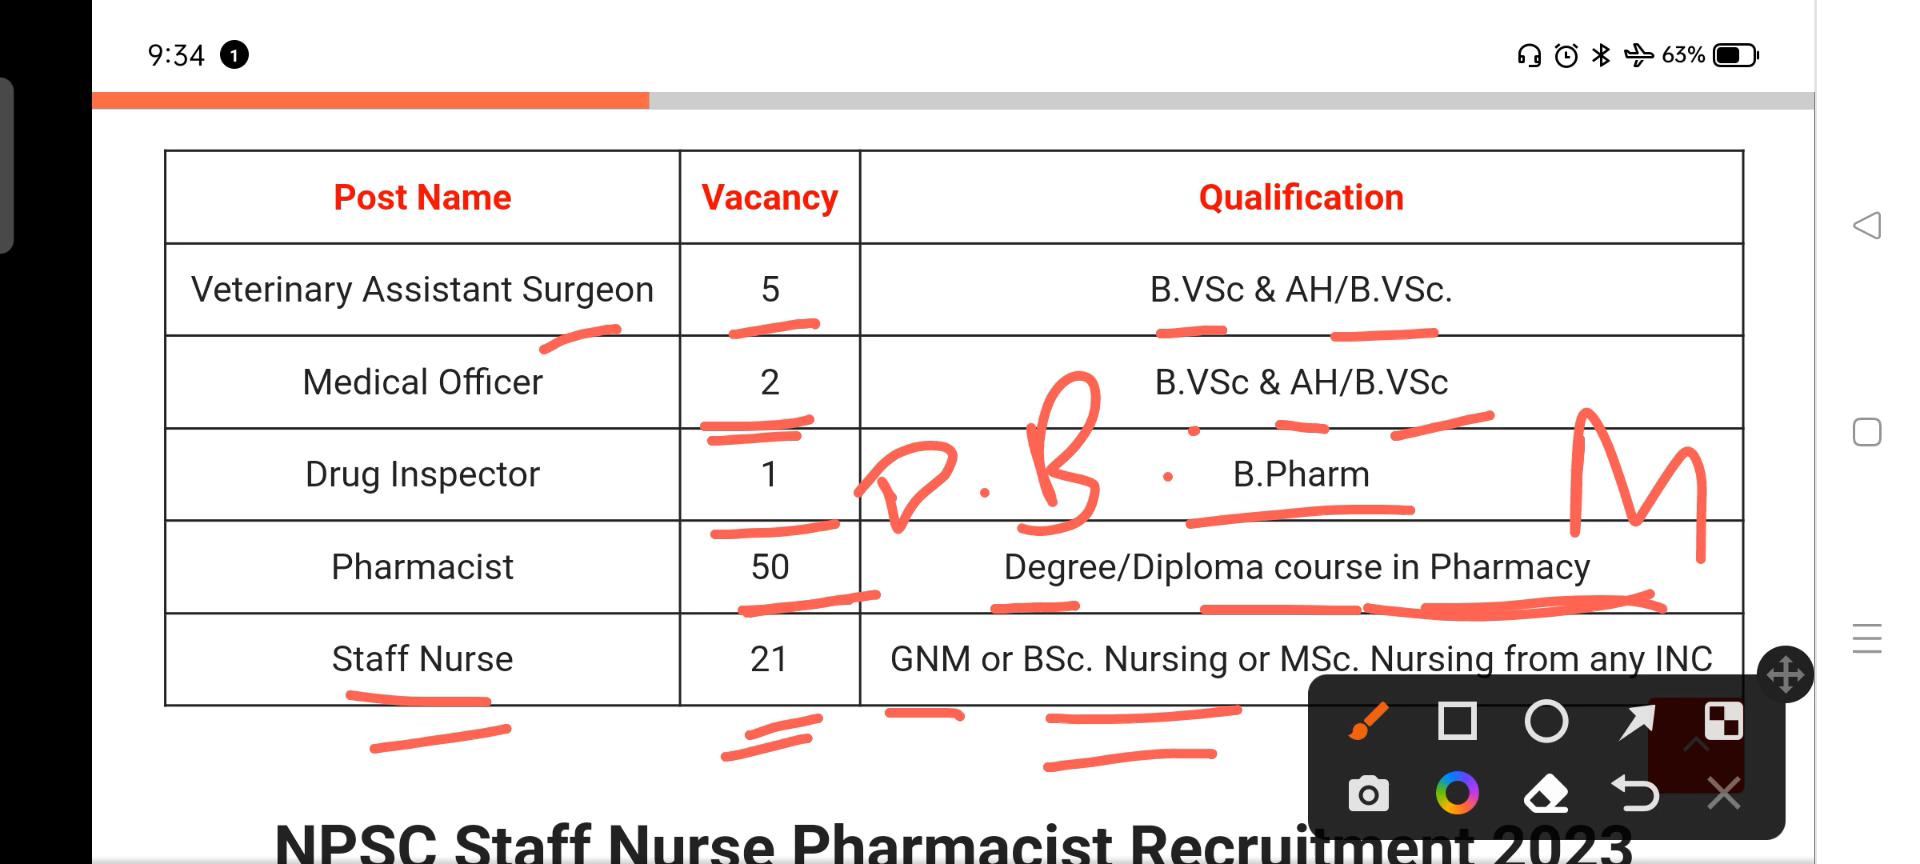 9:34 1 63%
Post Name Vacancy Qualification
Veterinary Assistant Surgeon 5 B.VSc & AH/B.VSc.
Medical Officer 2 B.VSc & AH/B.VSc
Drug Inspector 1 B.Pharm
D.B. M
Pharmacist 50 Degree/Diploma course in Pharmacy
Staff Nurse 21 GNM or BSc. Nursing or MSc. Nursing from any INC
NPSC Staff Nurse Pharmacist Recruitment 2023